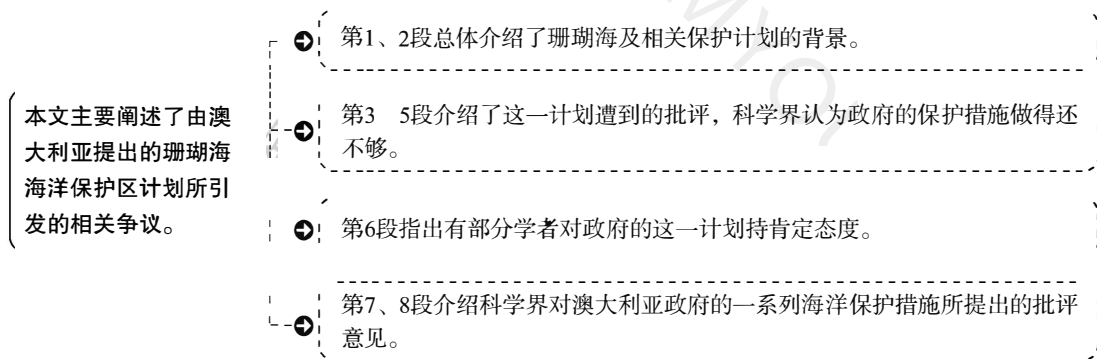 第1、2段总体介绍了珊瑚海及相关保护计划的背景。
本文主要阐述了由澳
大利亚提出的珊瑚海
海洋保护区计划所引
发的相关争议。
第3 5段介绍了这一计划遭到的批评，科学界认为政府的保护措施做得还
不够。
第6段指出有部分学者对政府的这一计划持肯定态度。
第7、8段介绍科学界对澳大利亚政府的一系列海洋保护措施所提出的批评
意见。